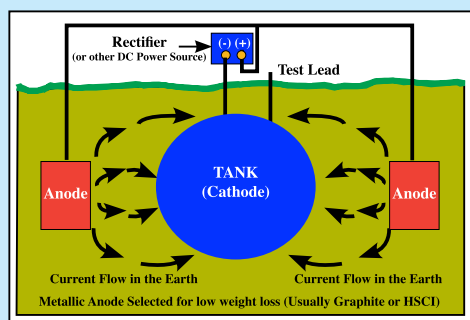 Rectifier
(or other DC Power Source)
(-) (+)
Test Lead
TANK
(Cathode)
Anode
Anode
Current Flow in the Earth
Current Flow in the Earth
Metallic Anode Selected for low weight loss (Usually Graphite or HSCI)